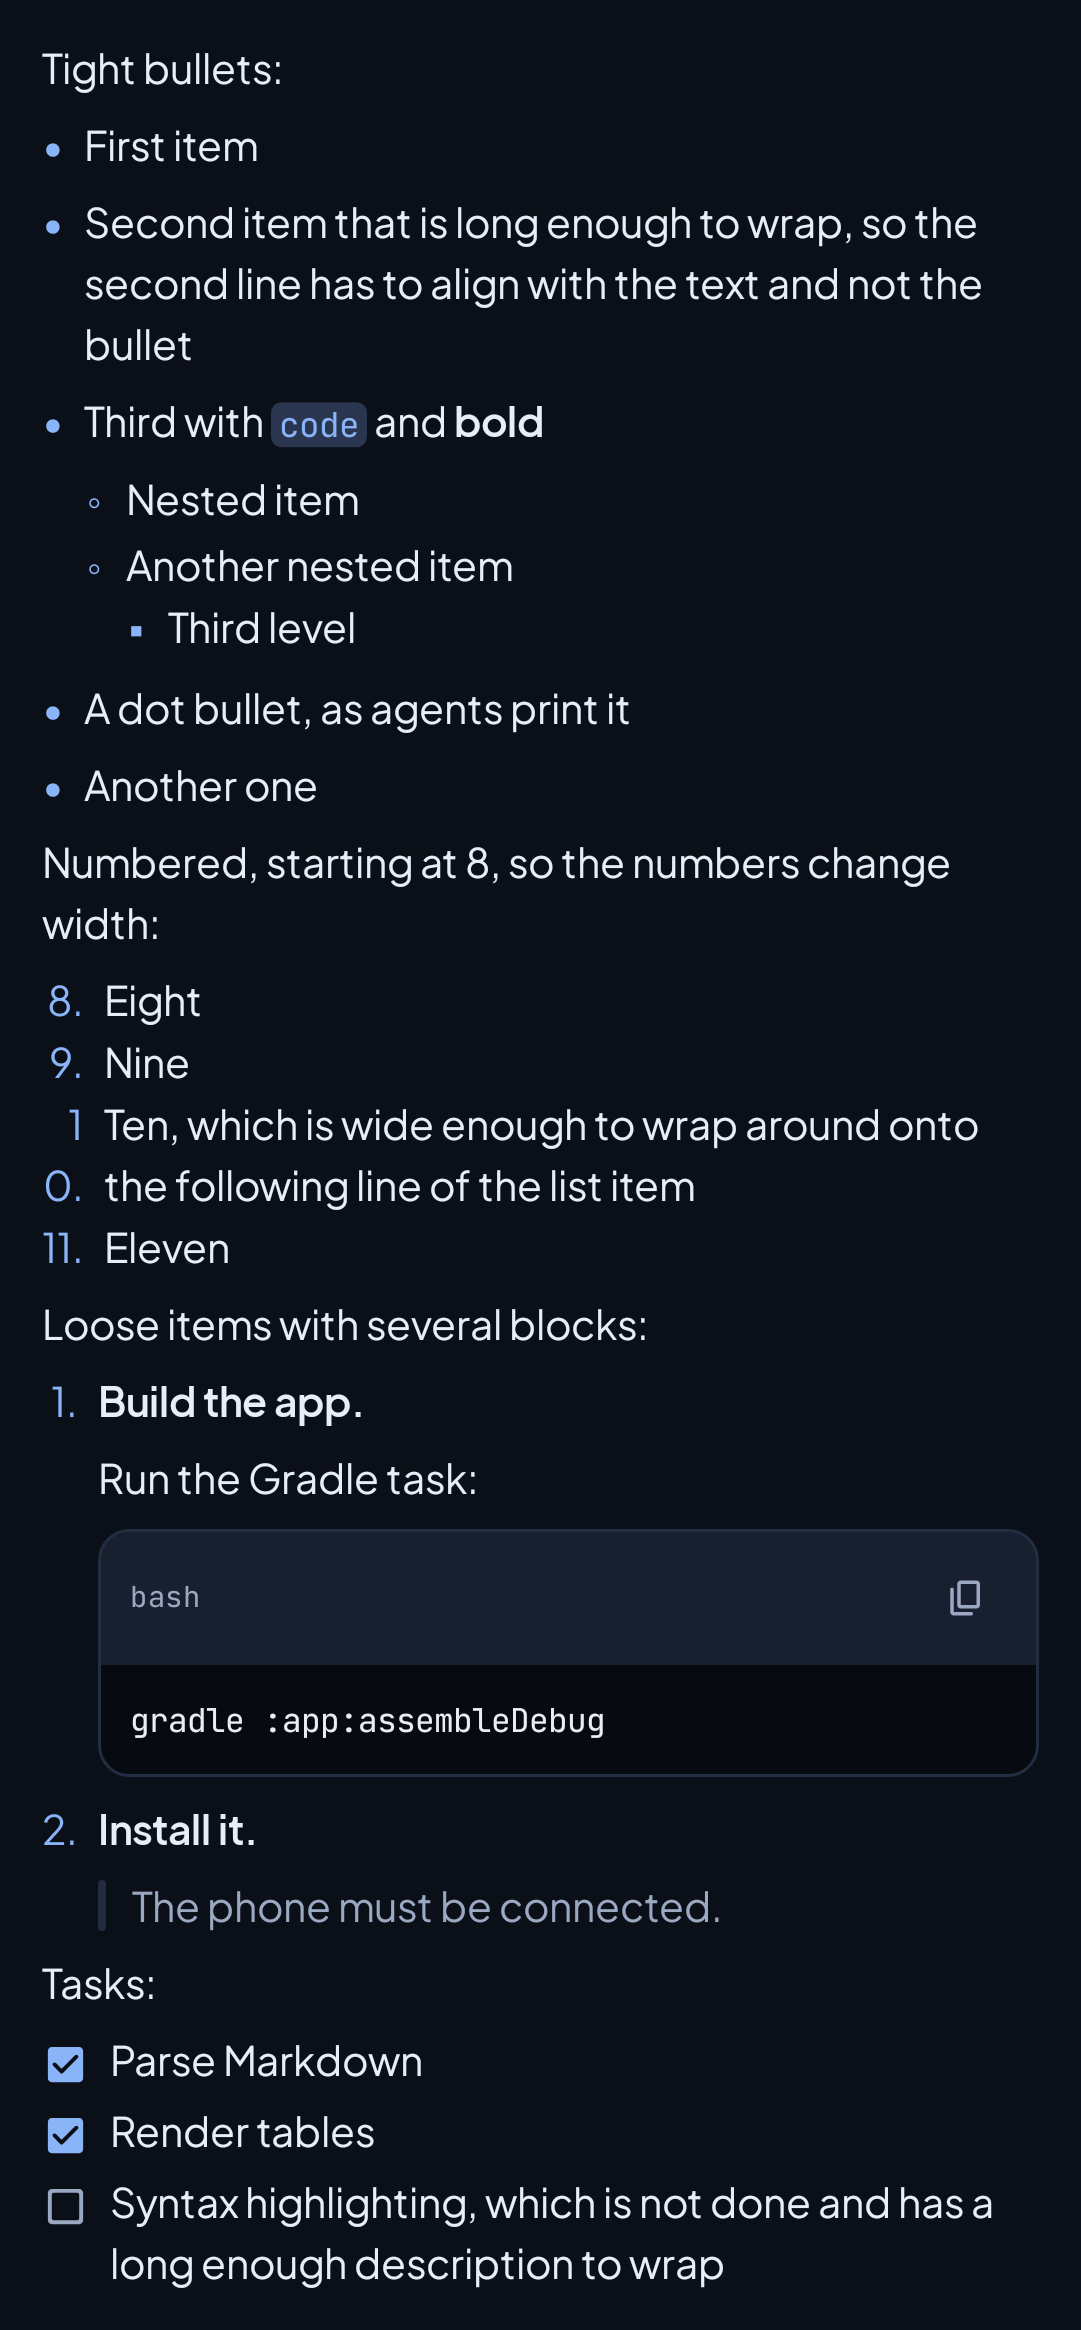 Tight bullets:
• First item
• Second item that is long enough to wrap, so the
second line has to align with the text and not the
bullet
• Third with code and bold
◦ Nested item
◦ Another nested item
▪ Third level
• A dot bullet, as agents print it
• Another one
Numbered, starting at 8, so the numbers change
width:
8. Eight
9. Nine
1 Ten, which is wide enough to wrap around onto
0. the following line of the list item
11. Eleven
Loose items with several blocks:
1. Build the app.
Run the Gradle task:
bash
gradle :app:assembleDebug
2. Install it.
The phone must be connected.
Tasks:
Parse Markdown
Render tables
Syntax highlighting, which is not done and has a
long enough description to wrap